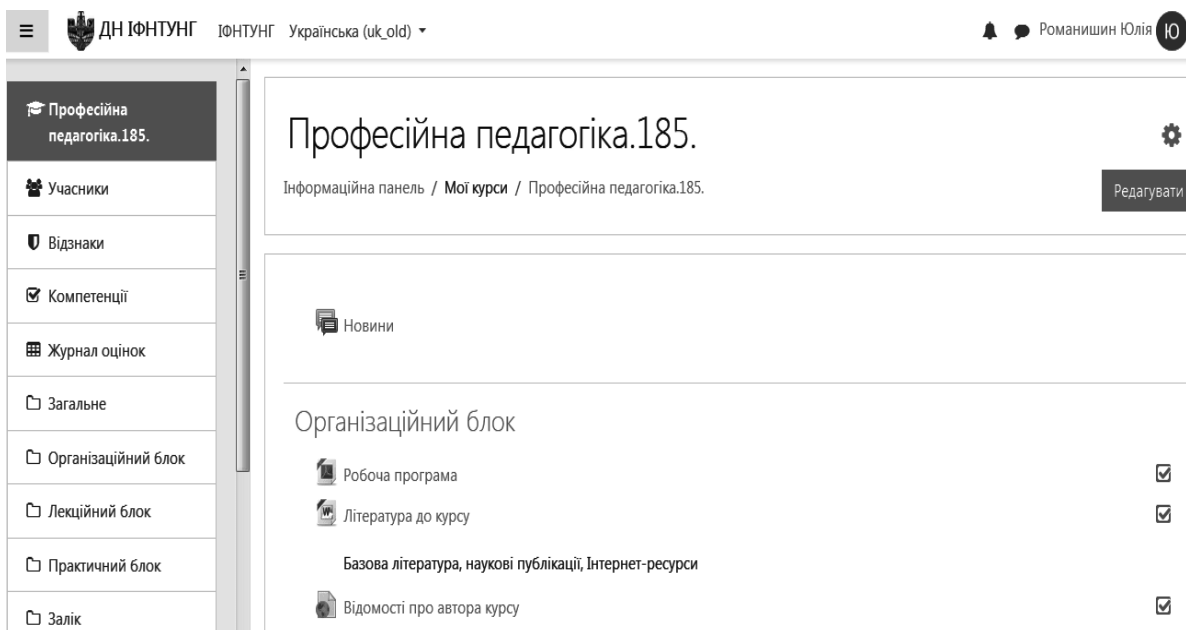 ДН ІФНТУНГ ІФНТУНГ Українська (uk_old) Романишин Юлія Ю
Професійна
педагогіка.185.
Учасники
Відзнаки
Компетенції
Журнал оцінок
Загальне
Організаційний блок
Лекційний блок
Практичний блок
Залік
Професійна педагогіка.185.
Інформаційна панель / Мої курси / Професійна педагогіка.185.
Редагувати
Новини
Організаційний блок
Робоча програма
Література до курсу
Базова література, наукові публікації, Інтернет-ресурси
Відомості про автора курсу